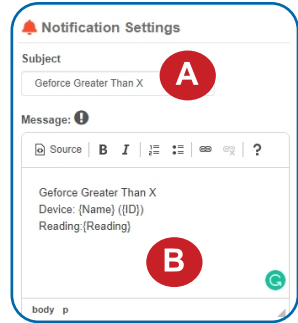 Notification Settings
Subject
Geforce Greater Than X
A
Message:
Source B I ?
Geforce Greater Than X
Device: {Name} ({ID})
Reading:{Reading}
B
body p